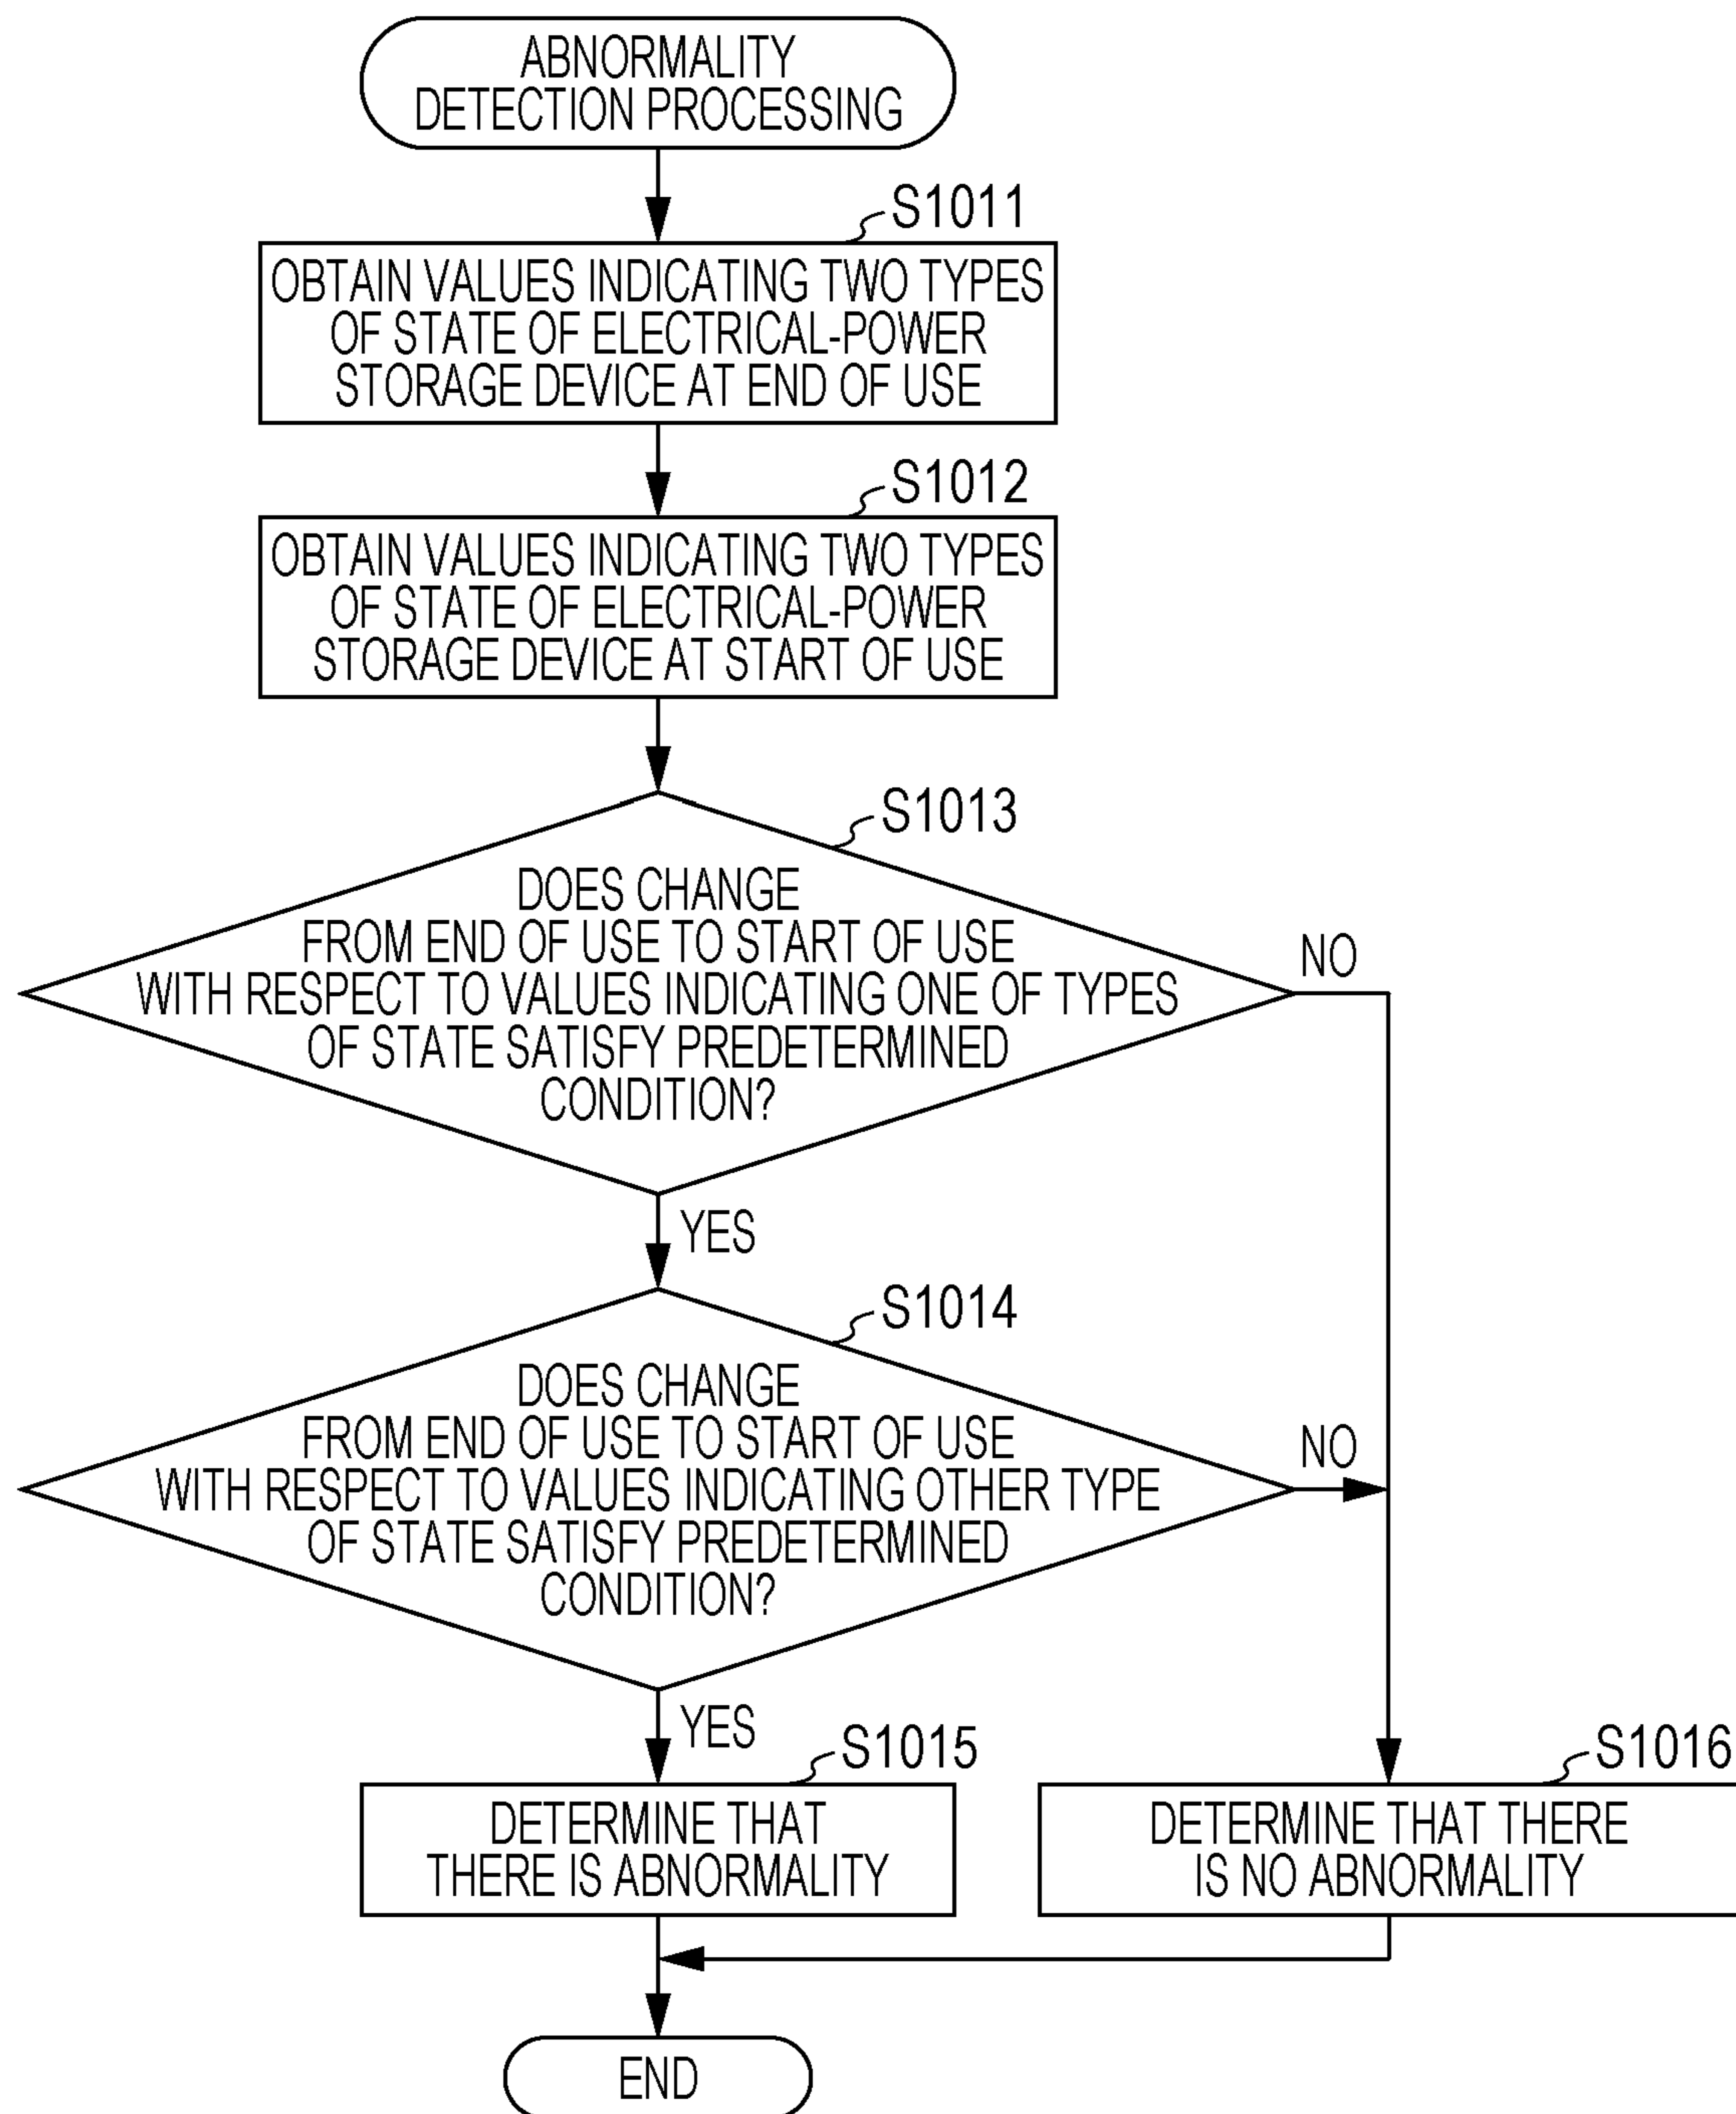 ABNORMALITY
DETECTION PROCESSING
S1011
OBTAIN VALUES INDICATING TWO TYPES
OF STATE OF ELECTRICAL-POWER
STORAGE DEVICE AT END OF USE
S1012
OBTAIN VALUES INDICATING TWO TYPES
OF STATE OF ELECTRICAL-POWER
STORAGE DEVICE AT START OF USE
S1013
DOES CHANGE
FROM END OF USE TO START OF USE
WITH RESPECT TO VALUES INDICATING ONE OF TYPES
OF STATE SATISFY PREDETERMINED
CONDITION?
NO
YES
S1014
DOES CHANGE
FROM END OF USE TO START OF USE
WITH RESPECT TO VALUES INDICATING OTHER TYPE
OF STATE SATISFY PREDETERMINED
CONDITION?
NO
YES
S1015
DETERMINE THAT
THERE IS ABNORMALITY
S1016
DETERMINE THAT THERE
IS NO ABNORMALITY
END